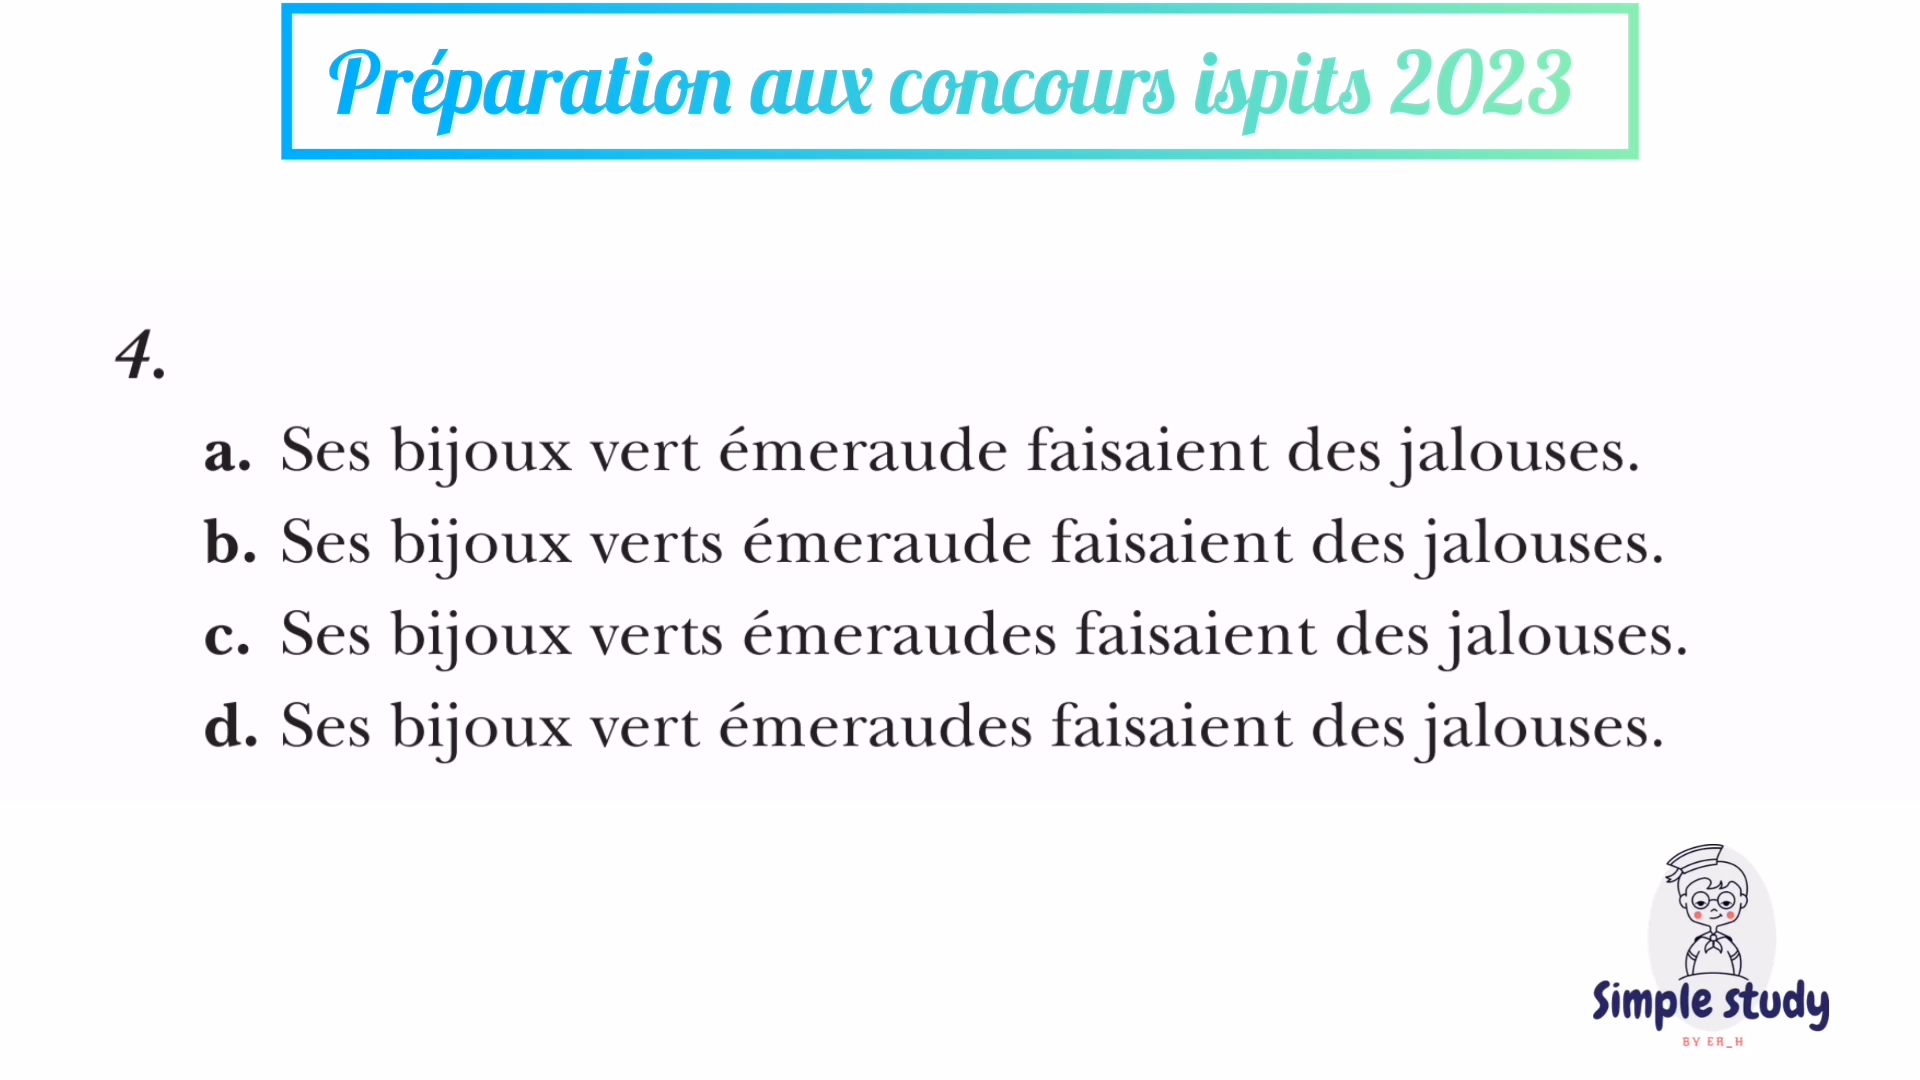 Préparation aux concours ispits 2023
4.
a. Ses bijoux vert émeraude faisaient des jalouses.
b. Ses bijoux verts émeraude faisaient des jalouses.
c. Ses bijoux verts émeraudes faisaient des jalouses.
d. Ses bijoux vert émeraudes faisaient des jalouses.
Simple study
BY ER_H